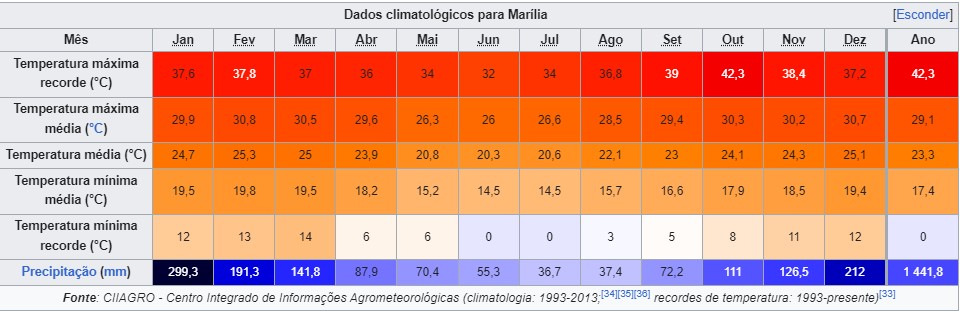 Dados climatológicos para Marília [Esconder]
Mês Jan Fev Mar Abr Mai Jun Jul Ago Set Out Nov Dez Ano
Temperatura máxima
recorde (°C) 37,6 37,8 37 36 34 32 34 36,8 39 42,3 38,4 37,2 42,3
Temperatura máxima
média (°C) 29,9 30,8 30,5 29,6 26,3 26 26,6 28,5 29,4 30,3 30,2 30,7 29,1
Temperatura média (°C) 24,7 25,3 25 23,9 20,8 20,3 20,6 22,1 23 24,1 24,3 25,1 23,3
Temperatura mínima
média (°C) 19,5 19,8 19,5 18,2 15,2 14,5 14,5 15,7 16,6 17,9 18,5 19,4 17,4
Temperatura mínima
recorde (°C) 12 13 14 6 6 0 0 3 5 8 11 12 0
Precipitação (mm) 299,3 191,3 141,8 87,9 70,4 55,3 36,7 37,4 72,2 111 126,5 212 1 441,8
Fonte: CIIAGRO - Centro Integrado de Informações Agrometeorológicas (climatologia: 1993-2013;[34][35][36] recordes de temperatura: 1993-presente)[33]